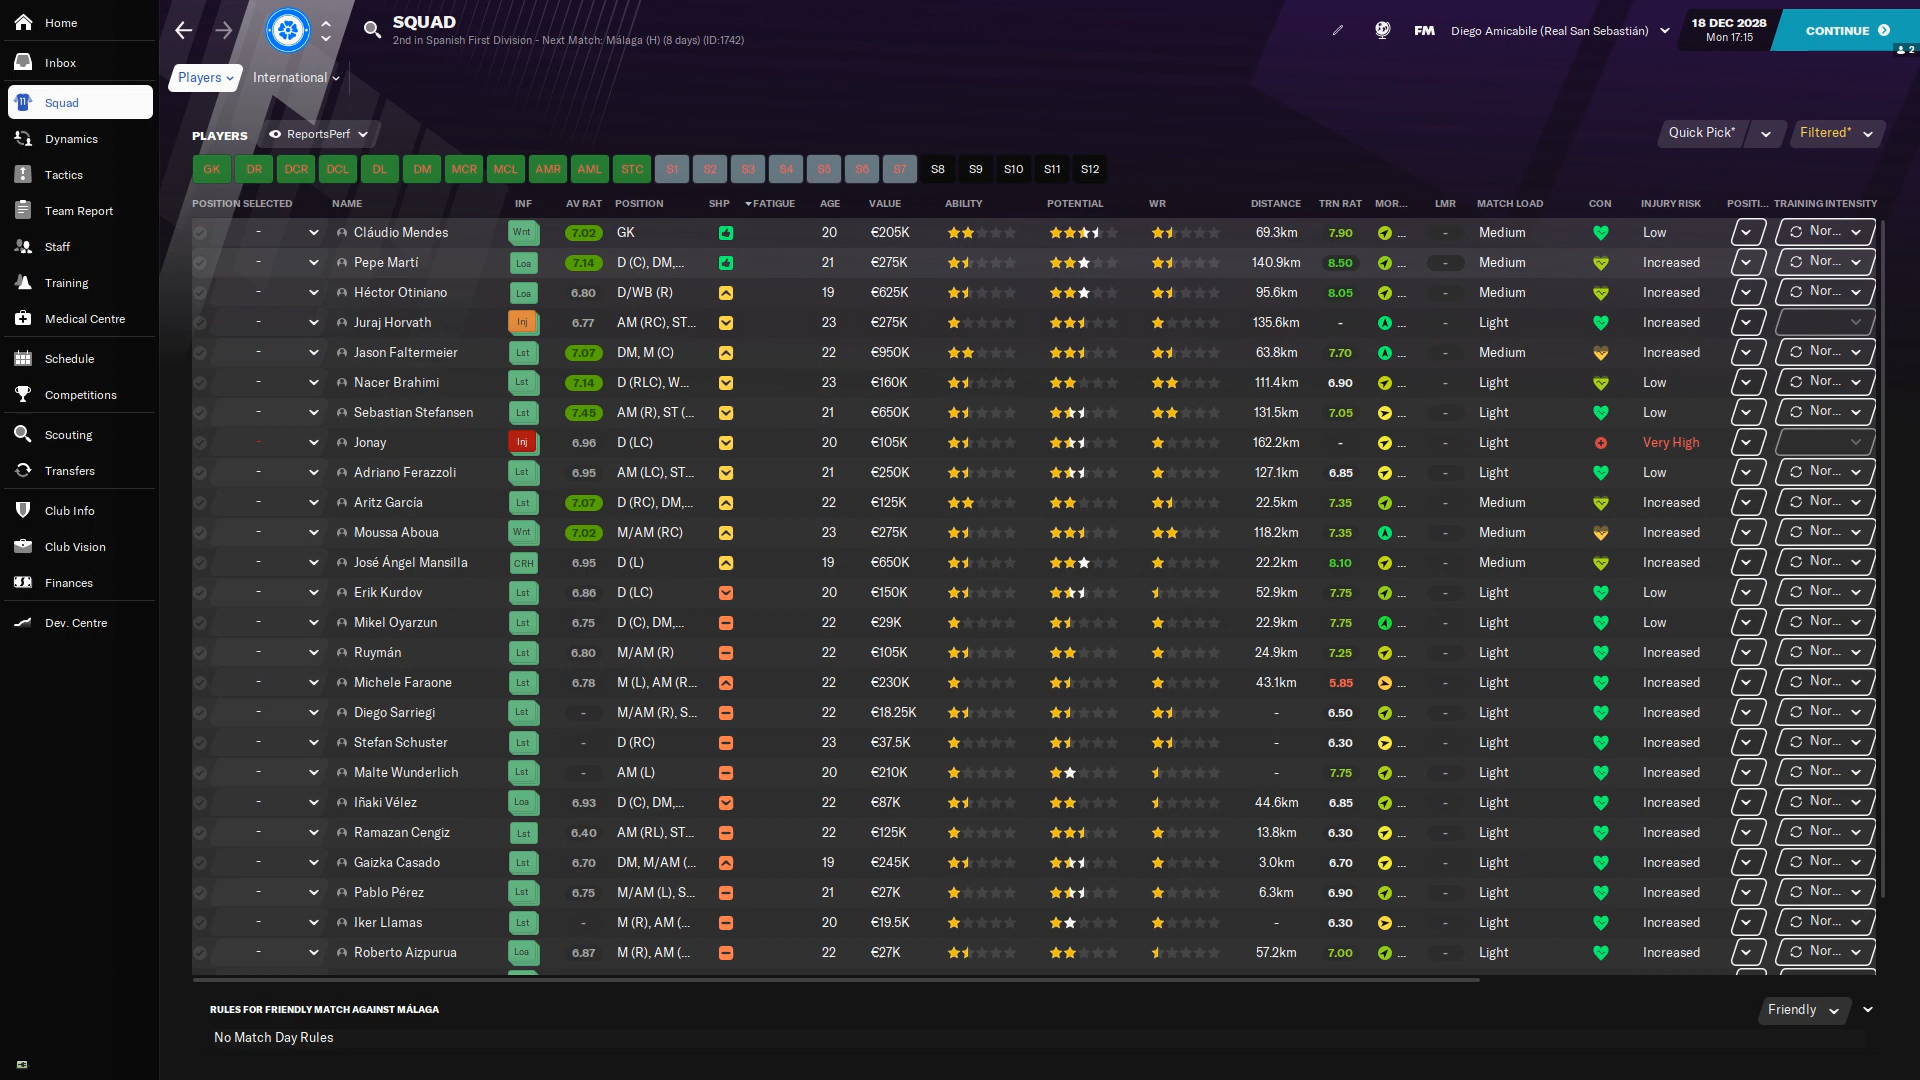 Home
Inbox
Squad
Dynamics
Tactics
Team Report
Staff
Training
Medical Centre
Schedule
Competitions
Scouting
Transfers
Club Info
Club Vision
Finances
Dev. Centre
SQUAD
2nd in Spanish First Division - Next Match: Málaga (H) (8 days) (ID:1742)
FM Diego Amicabile (Real San Sebastián)
18 DEC 2028
Mon 17:15
CONTINUE
2
Players International
PLAYERS ReportsPerf Quick Pick* Filtered*
GK DR DCR DCL DL DM MCR MCL AMR AML STC S1 S2 S3 S4 S5 S6 S7 S8 S9 S10 S11 S12
POSITION SELECTED NAME INF AV RAT POSITION SHP FATIGUE AGE VALUE ABILITY POTENTIAL WR DISTANCE TRN RAT MOR... LMR MATCH LOAD CON INJURY RISK POSITI... TRAINING INTENSITY
- Cláudio Mendes Wnt 7.02 GK 20 €205K 69.3km 7.90 ... Medium Low Nor...
- Pepe Martí Loa 7.14 D (C), DM,... 21 €275K 140.9km 8.50 ... - Medium Increased Nor...
- Héctor Otiniano Loa 6.80 D/WB (R) 19 €625K 95.6km 8.05 ... - Medium Increased Nor...
- Juraj Horvath Inj 6.77 AM (RC), ST... 23 €275K 135.6km - ... - Light Increased
- Jason Faltermeier Lst 7.07 DM, M (C) 22 €950K 63.8km 7.70 ... - Medium Increased Nor...
- Nacer Brahimi Lst 7.14 D (RLC), W... 23 €160K 111.4km 6.90 ... - Light Low Nor...
- Sebastian Stefansen Lst 7.45 AM (R), ST (... 21 €650K 131.5km 7.05 ... - Light Low Nor...
- Jonay Inj 6.96 D (LC) 20 €105K 162.2km - ... - Light Very High
- Adriano Ferazzoli Lst 6.95 AM (LC), ST... 21 €250K 127.1km 6.85 ... - Light Low Nor...
- Aritz García Lst 7.07 D (RC), DM,... 22 €125K 22.5km 7.35 ... - Medium Increased Nor...
- Moussa Aboua Wnt 7.02 M/AM (RC) 23 €275K 118.2km 7.35 ... - Medium Increased Nor...
- José Ángel Mansilla CRH 6.95 D (L) 19 €650K 22.2km 8.10 ... - Medium Increased Nor...
- Erik Kurdov Lst 6.86 D (LC) 20 €150K 52.9km 7.75 ... - Light Low Nor...
- Mikel Oyarzun Lst 6.75 D (C), DM,... 22 €29K 22.9km 7.75 ... - Light Low Nor...
- Ruymán Lst 6.80 M/AM (R) 22 €105K 24.9km 7.25 ... - Light Increased Nor...
- Michele Faraone Lst 6.78 M (L), AM (R... 22 €230K 43.1km 5.85 ... - Light Increased Nor...
- Diego Sarriegi Lst - M/AM (R), S... 22 €18.25K - 6.50 ... - Light Increased Nor...
- Stefan Schuster Lst - D (RC) 23 €37.5K - 6.30 ... - Light Increased Nor...
- Malte Wunderlich Lst - AM (L) 20 €210K - 7.75 ... - Light Increased Nor...
- Iñaki Vélez Loa 6.93 D (C), DM,... 22 €87K 44.6km 6.85 ... - Light Increased Nor...
- Ramazan Cengiz Lst 6.40 AM (RL), ST... 22 €125K 13.8km 6.30 ... - Light Increased Nor...
- Gaizka Casado Lst 6.70 DM, M/AM (... 19 €245K 3.0km 6.70 ... - Light Increased Nor...
- Pablo Pérez Lst 6.75 M/AM (L), S... 21 €27K 6.3km 6.90 ... - Light Increased Nor...
- Iker Llamas Lst - M (R), AM (... 20 €19.5K - 6.30 ... - Light Increased Nor...
- Roberto Aizpurua Loa 6.87 M (R), AM (... 22 €27K 57.2km 7.00 ... - Light Increased Nor...
RULES FOR FRIENDLY MATCH AGAINST MÁLAGA
Friendly
No Match Day Rules